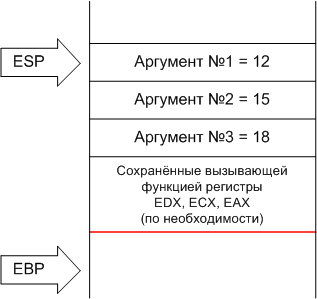 ESP
Аргумент №1 = 12
Аргумент №2 = 15
Аргумент №3 = 18
Сохранённые вызывающей
функцией регистры
EDX, ECX, EAX
(по необходимости)
EBP